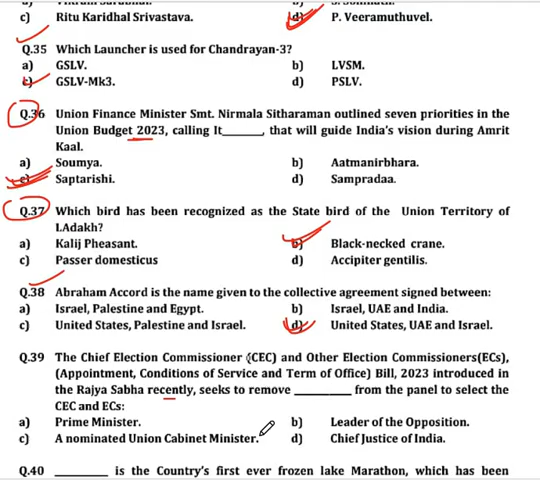 c) Ritu Karidhal Srivastava. d) P. Veeramuthuvel.
Q.35 Which Launcher is used for Chandrayan-3?
a) GSLV. b) LVSM.
c) GSLV-Mk3. d) PSLV.
Q.36 Union Finance Minister Smt. Nirmala Sitharaman outlined seven priorities in the
Union Budget 2023, calling It______, that will guide India's vision during Amrit
Kaal.
a) Soumya. b) Aatmanirbhara.
c) Saptarishi. d) Sampradaa.
Q.37 Which bird has been recognized as the State bird of the Union Territory of
LAdakh?
a) Kalij Pheasant. b) Black-necked crane.
c) Passer domesticus d) Accipiter gentilis.
Q.38 Abraham Accord is the name given to the collective agreement signed between:
a) Israel, Palestine and Egypt. b) Israel, UAE and India.
c) United States, Palestine and Israel. d) United States, UAE and Israel.
Q.39 The Chief Election Commissioner (CEC) and Other Election Commissioners(ECs),
(Appointment, Conditions of Service and Term of Office) Bill, 2023 introduced in
the Rajya Sabha recently, seeks to remove ________ from the panel to select the
CEC and ECs:
a) Prime Minister. b) Leader of the Opposition.
c) A nominated Union Cabinet Minister. d) Chief Justice of India.
Q.40 ________ is the Country's first ever frozen lake Marathon, which has been